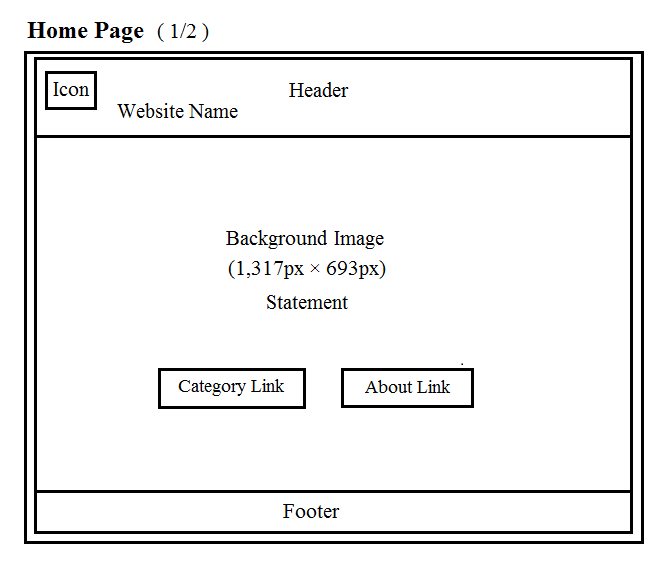 Home Page ( 1/2 )
Icon
Header
Website Name
Background Image
(1,317px × 693px)
Statement
Category Link
About Link
Footer